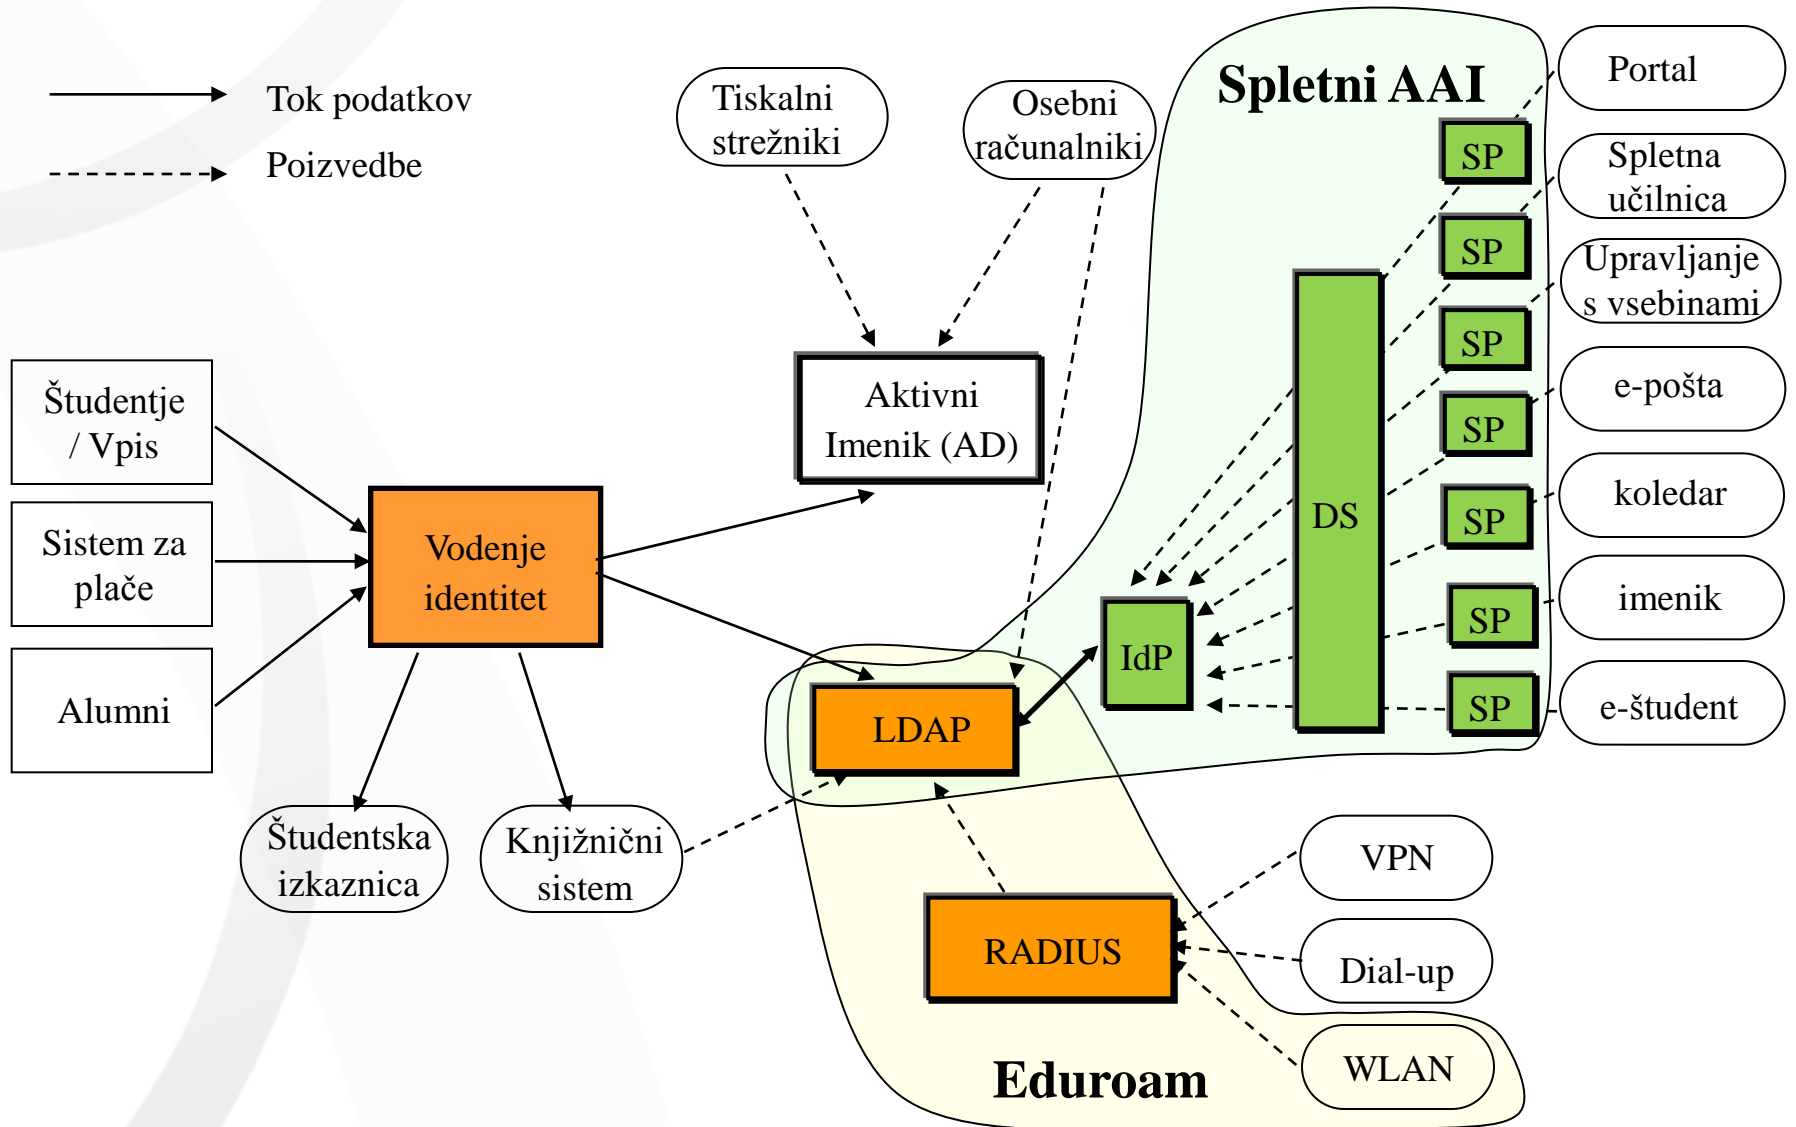 Tok podatkov
Poizvedbe
Tiskalni
strežniki
Osebni
računalniki
Spletni AAI
Portal
Spletna
učilnica
Upravljanje
s vsebinami
e-pošta
koledar
imenik
e-študent
SP
SP
SP
SP
SP
SP
SP
DS
IdP
Študentje
/ Vpis
Sistem za
plače
Alumni
Vodenje
identitet
Aktivni
Imenik (AD)
LDAP
Študentska
izkaznica
Knjižnični
sistem
RADIUS
VPN
Dial-up
WLAN
Eduroam